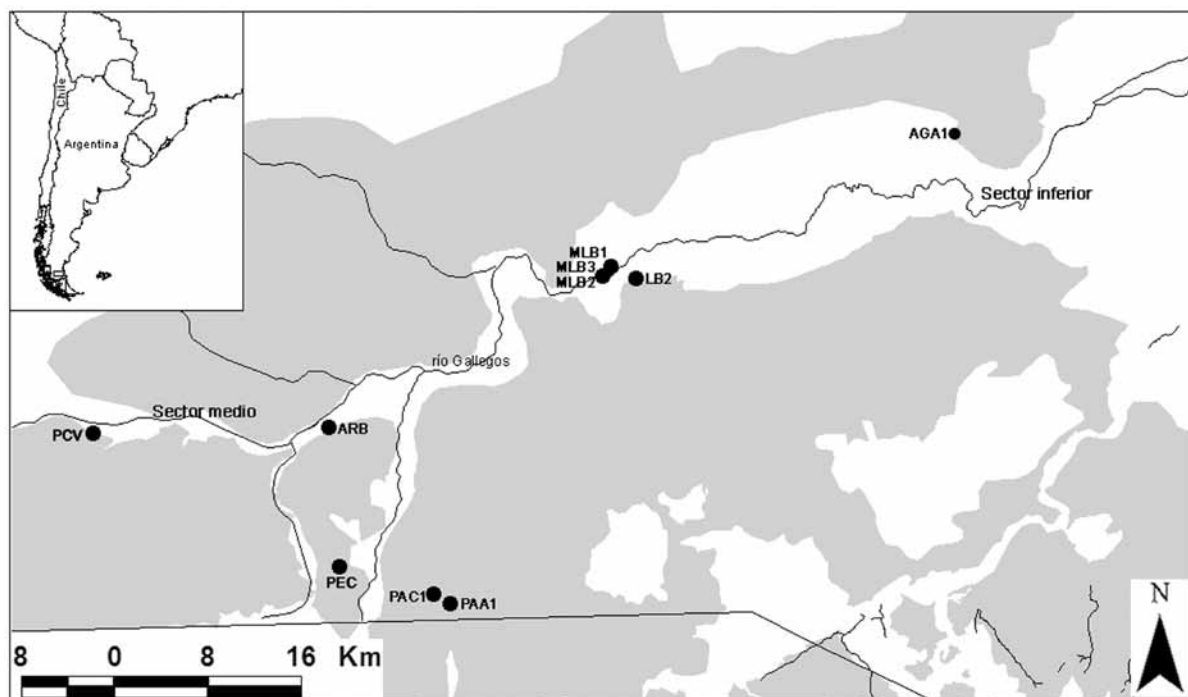 Chile
Argentina
AGA1
Sector inferior
MLB1
MLB3
MLB2
LB2
río Gallegos
Sector medio
PCV
ARB
PEC
PAC1
PAA1
N
8 0 8 16 Km